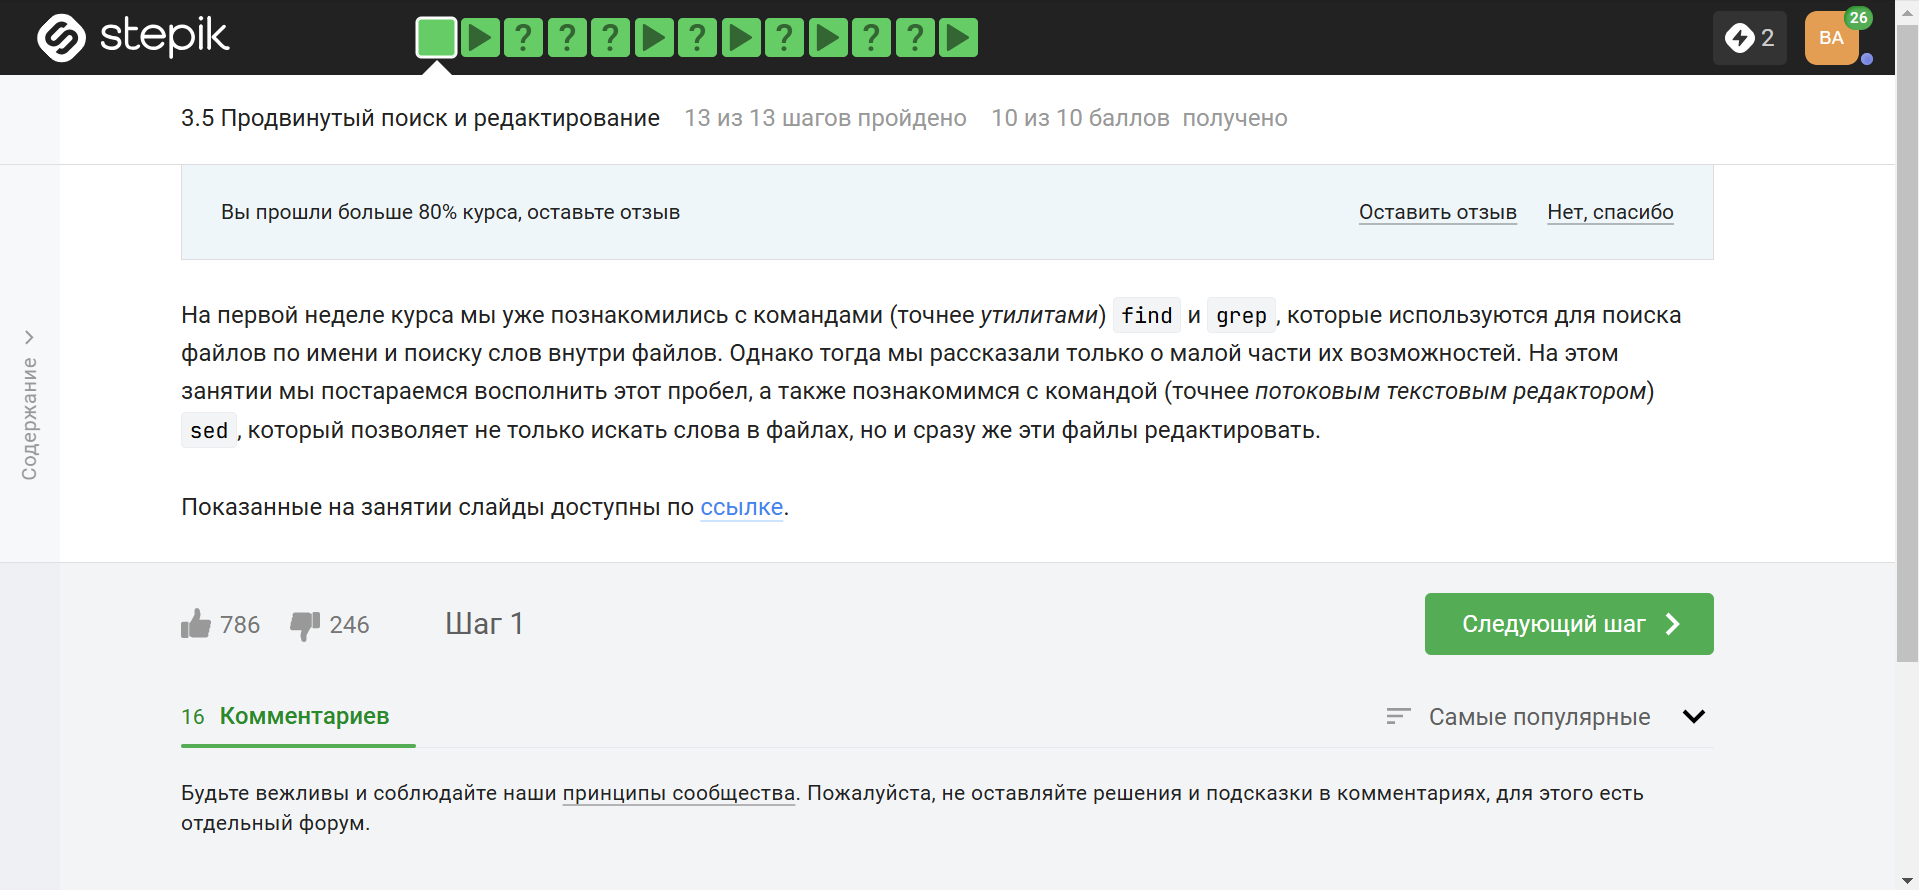 stepik
? ? ? ? ? ? ?
2
BA
26
3.5 Продвинутый поиск и редактирование 13 из 13 шагов пройдено 10 из 10 баллов получено
Вы прошли больше 80% курса, оставьте отзыв Оставить отзыв Нет, спасибо
Содержание
На первой неделе курса мы уже познакомились с командами (точнее утилитами) find и grep, которые используются для поиска
файлов по имени и поиску слов внутри файлов. Однако тогда мы рассказали только о малой части их возможностей. На этом
занятии мы постараемся восполнить этот пробел, а также познакомимся с командой (точнее потоковым текстовым редактором)
sed, который позволяет не только искать слова в файлах, но и сразу же эти файлы редактировать.
Показанные на занятии слайды доступны по ссылке.
786 246 Шаг 1 Следующий шаг
16 Комментариев Самые популярные
Будьте вежливы и соблюдайте наши принципы сообщества. Пожалуйста, не оставляйте решения и подсказки в комментариях, для этого есть
отдельный форум.